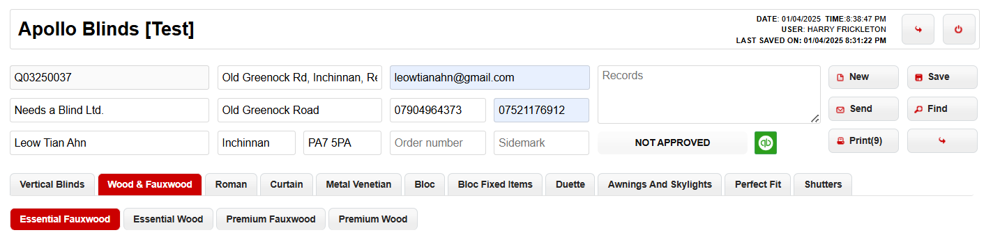 Apollo Blinds [Test]
DATE: 01/04/2025 TIME:8:38:47 PM
USER: HARRY FRICKLETON
LAST SAVED ON: 01/04/2025 8:31:22 PM
Q03250037
Old Greenock Rd, Inchinnan, Re
leowtianahn@gmail.com
Records
New
Save
Needs a Blind Ltd.
Old Greenock Road
07904964373
07521176912
Send
Find
Leow Tian Ahn
Inchinnan
PA7 5PA
Order number
Sidemark
NOT APPROVED
qb
Print(9)
Vertical Blinds
Wood & Fauxwood
Roman
Curtain
Metal Venetian
Bloc
Bloc Fixed Items
Duette
Awnings And Skylights
Perfect Fit
Shutters
Essential Fauxwood
Essential Wood
Premium Fauxwood
Premium Wood